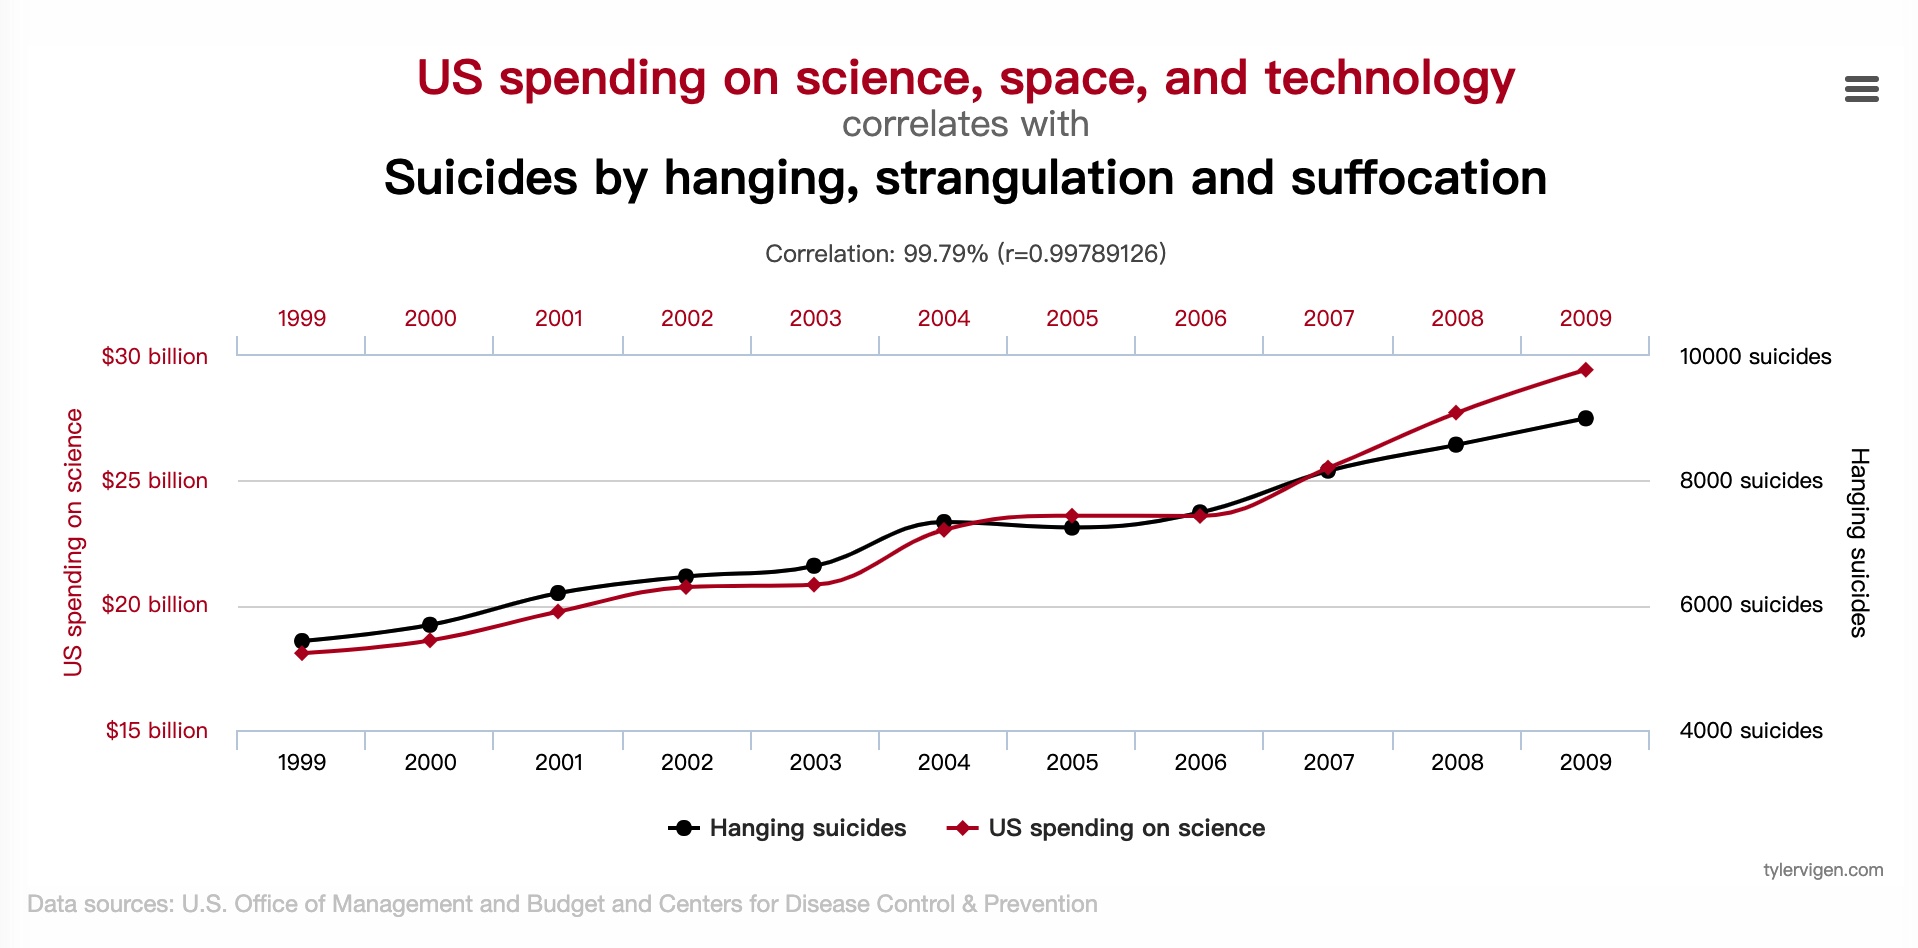 US spending on science, space, and technology
correlates with
Suicides by hanging, strangulation and suffocation
Correlation: 99.79% (r=0.99789126)
1999 2000 2001 2002 2003 2004 2005 2006 2007 2008 2009
$30 billion 10000 suicides
$25 billion 8000 suicides
$20 billion 6000 suicides
$15 billion 4000 suicides
US spending on science
Hanging suicides
1999 2000 2001 2002 2003 2004 2005 2006 2007 2008 2009
Hanging suicides US spending on science
tylervigen.com
Data sources: U.S. Office of Management and Budget and Centers for Disease Control & Prevention